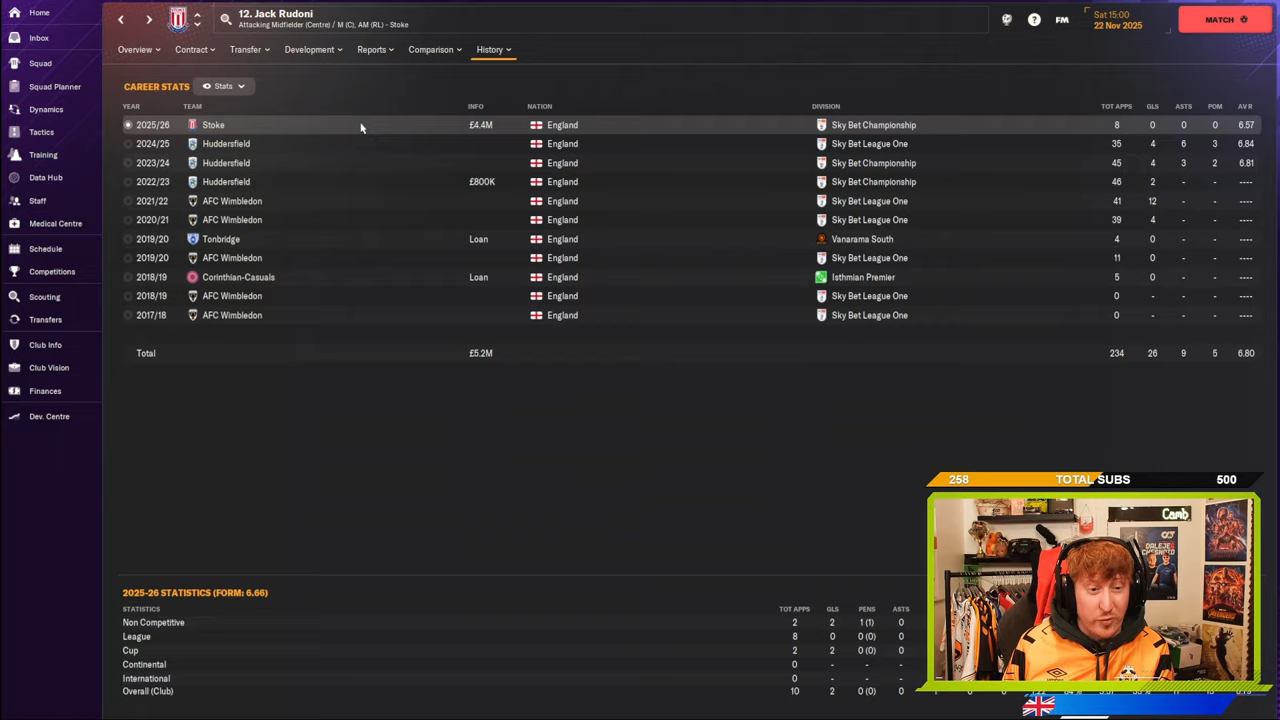 Home
Inbox
Squad
Squad Planner
Dynamics
Tactics
Training
Data Hub
Staff
Medical Centre
Schedule
Competitions
Scouting
Transfers
Club Info
Club Vision
Finances
Dev. Centre
12. Jack Rudoni
Attacking Midfielder (Centre) / M (C), AM (RL) - Stoke
FM
Sat 15:00
22 Nov 2025
MATCH
Overview Contract Transfer Development Reports Comparison History
CAREER STATS Stats
YEAR TEAM INFO NATION DIVISION TOT APPS GLS ASTS POM AV R
2025/26 Stoke £4.4M England Sky Bet Championship 8 0 0 0 6.57
2024/25 Huddersfield England Sky Bet League One 35 4 6 3 6.84
2023/24 Huddersfield England Sky Bet Championship 45 4 3 2 6.81
2022/23 Huddersfield £800K England Sky Bet Championship 46 2 - - ----
2021/22 AFC Wimbledon England Sky Bet League One 41 12 - - ----
2020/21 AFC Wimbledon England Sky Bet League One 39 4 - - ----
2019/20 Tonbridge Loan England Vanarama South 4 0 - - ----
2019/20 AFC Wimbledon England Sky Bet League One 11 0 - - ----
2018/19 Corinthian-Casuals Loan England Isthmian Premier 5 0 - - ----
2018/19 AFC Wimbledon England Sky Bet League One 0 - - - ----
2017/18 AFC Wimbledon England Sky Bet League One 0 - - - ----
Total £5.2M 234 26 9 5 6.80
2025-26 STATISTICS (FORM: 6.66)
STATISTICS TOT APPS GLS PENS ASTS
Non Competitive 2 2 1 (1) 0
League 8 0 0 (0) 0
Cup 2 2 0 (0) 0
Continental 0 - - -
International 0 - - -
Overall (Club) 10 2 0 (0) 0
258 TOTAL SUBS 500
Camb
DALEJ
CHESNOID